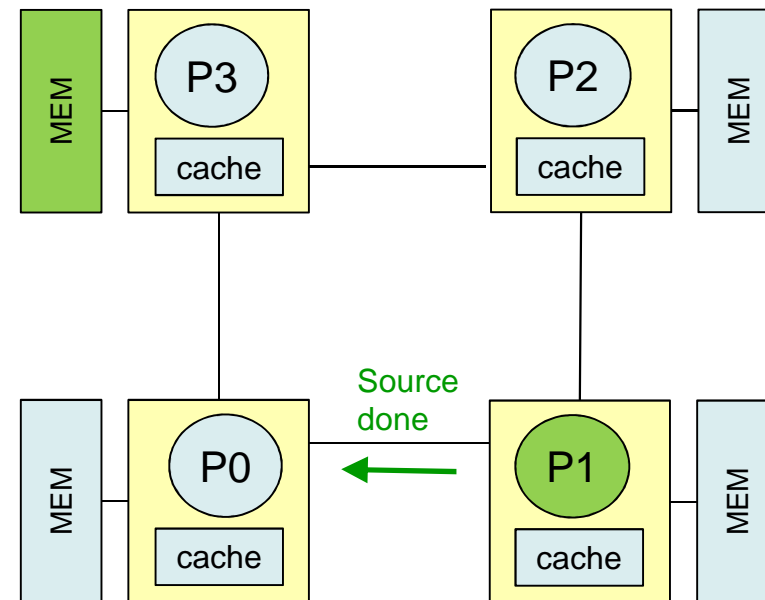 MEM
P3
cache
P2
cache
MEM
Source
done
MEM
P0
cache
P1
cache
MEM